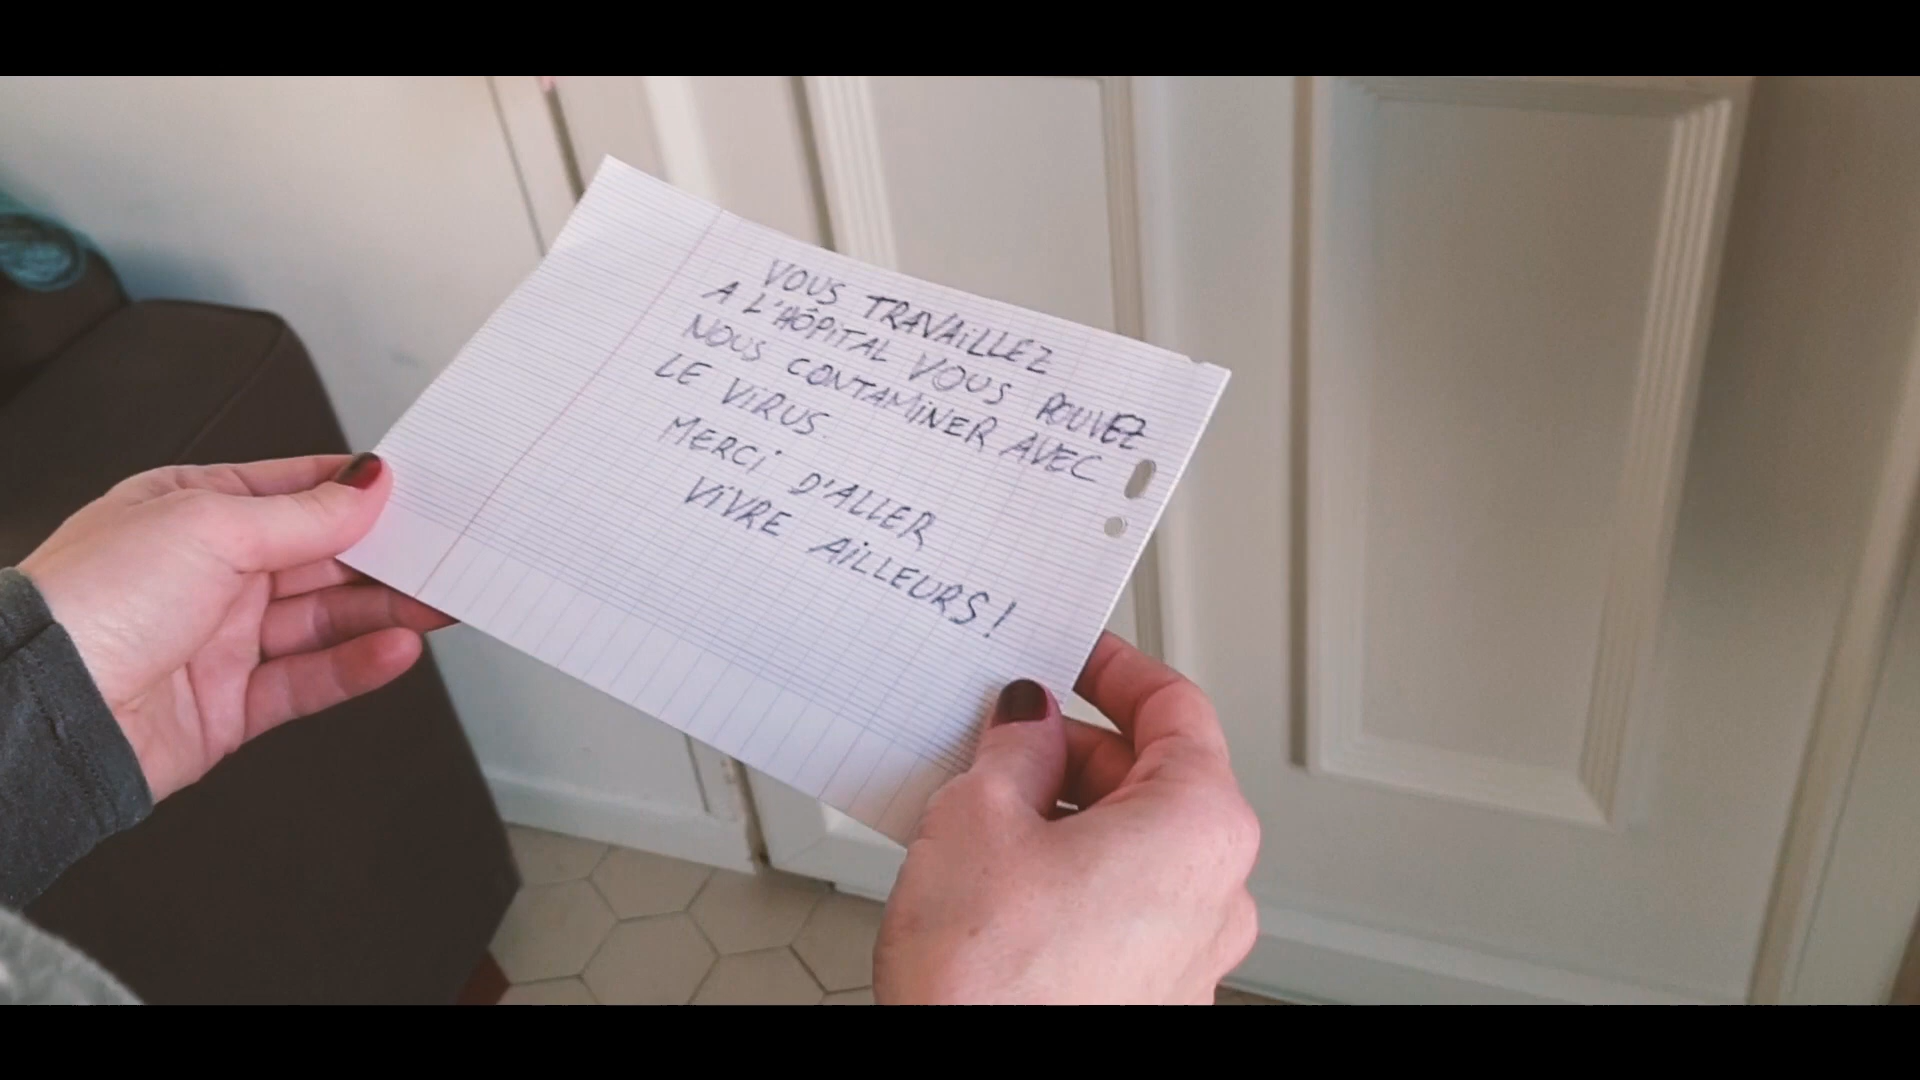 VOUS TRAVAiLLEZ
A L'HÔPiTAL VOUS POUVEZ
NOUS CONTAMiNER AVEC
LE ViRUS.
MERCi D'ALLER
ViVRE AiLLEURS!